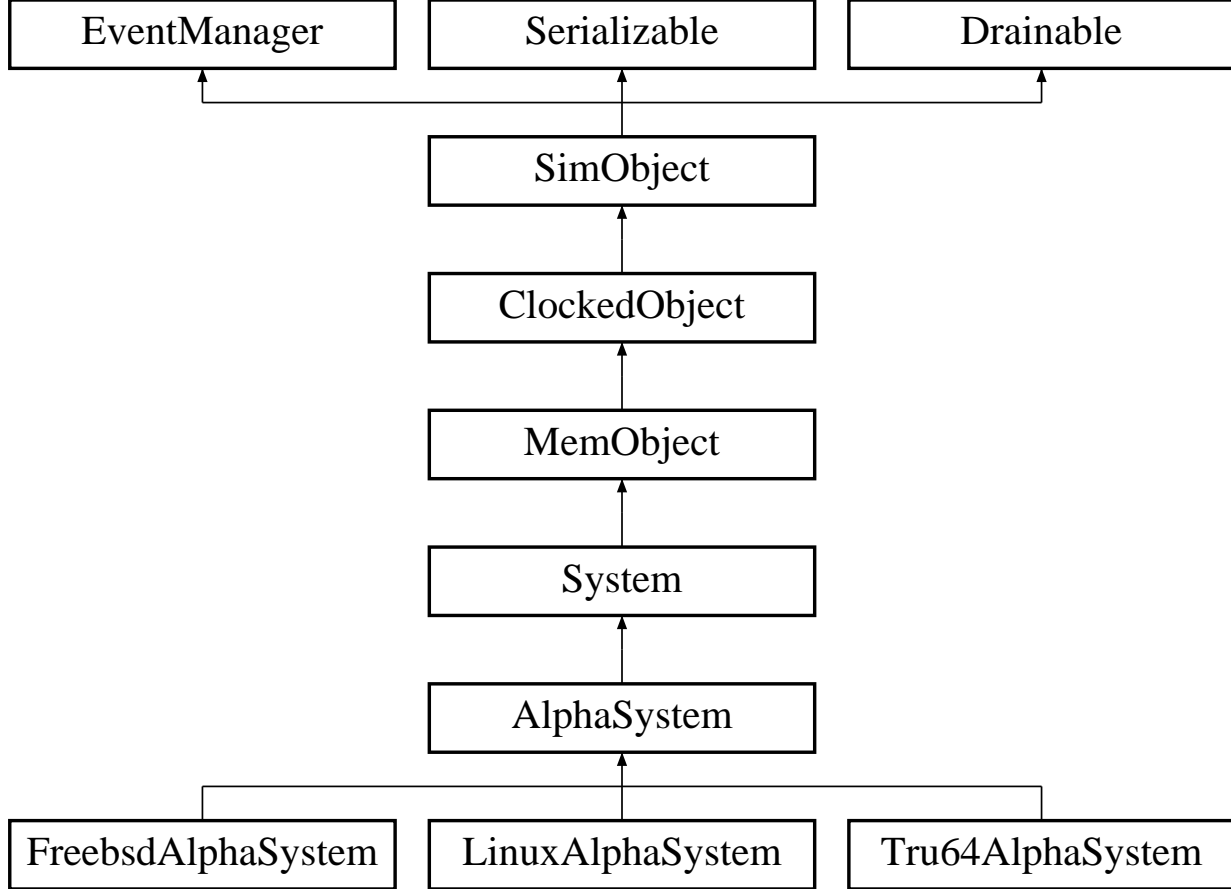 EventManager
Serializable
Drainable
SimObject
ClockedObject
MemObject
System
AlphaSystem
FreebsdAlphaSystem
LinuxAlphaSystem
Tru64AlphaSystem